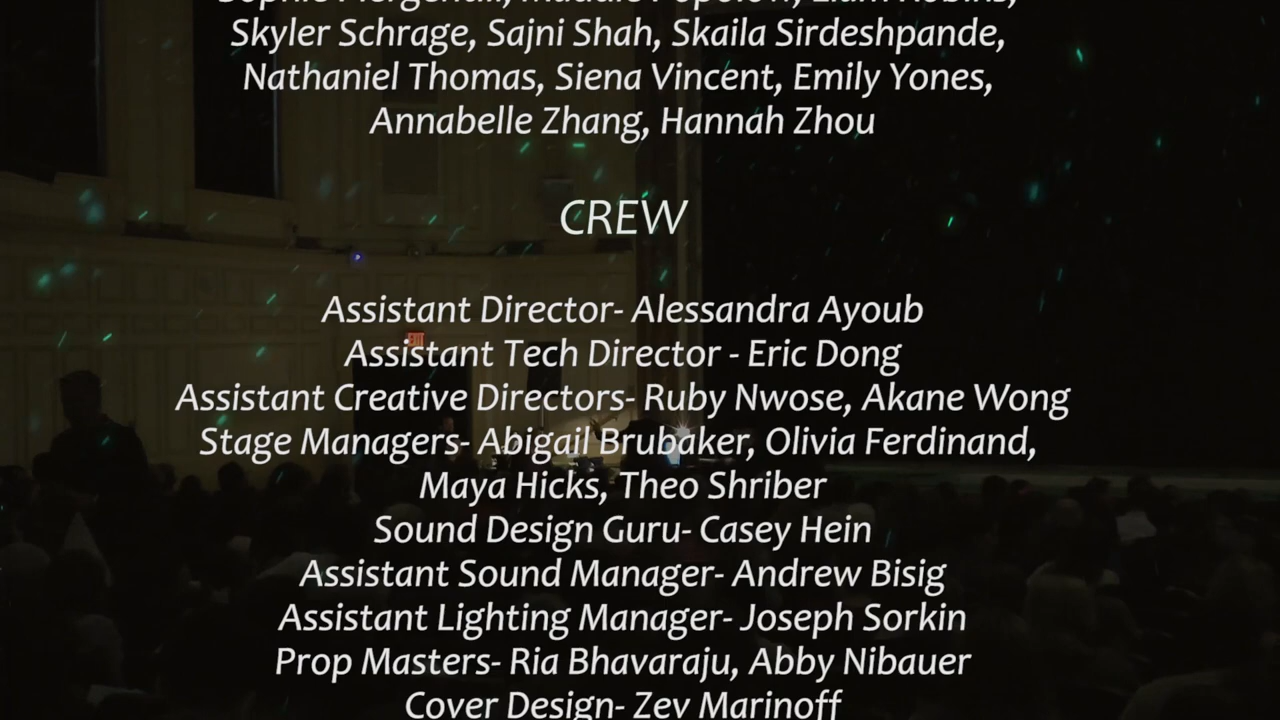 Skyler Schrage, Sajni Shah, Skaila Sirdeshpande,
Nathaniel Thomas, Siena Vincent, Emily Yones,
Annabelle Zhang, Hannah Zhou
CREW
Assistant Director- Alessandra Ayoub
EXIT
Assistant Tech Director - Eric Dong
Assistant Creative Directors- Ruby Nwose, Akane Wong
Stage Managers- Abigail Brubaker, Olivia Ferdinand,
Maya Hicks, Theo Shriber
Sound Design Guru- Casey Hein
Assistant Sound Manager- Andrew Bisig
Assistant Lighting Manager- Joseph Sorkin
Prop Masters- Ria Bhavaraju, Abby Nibauer
Cover Design- Zev Marinoff